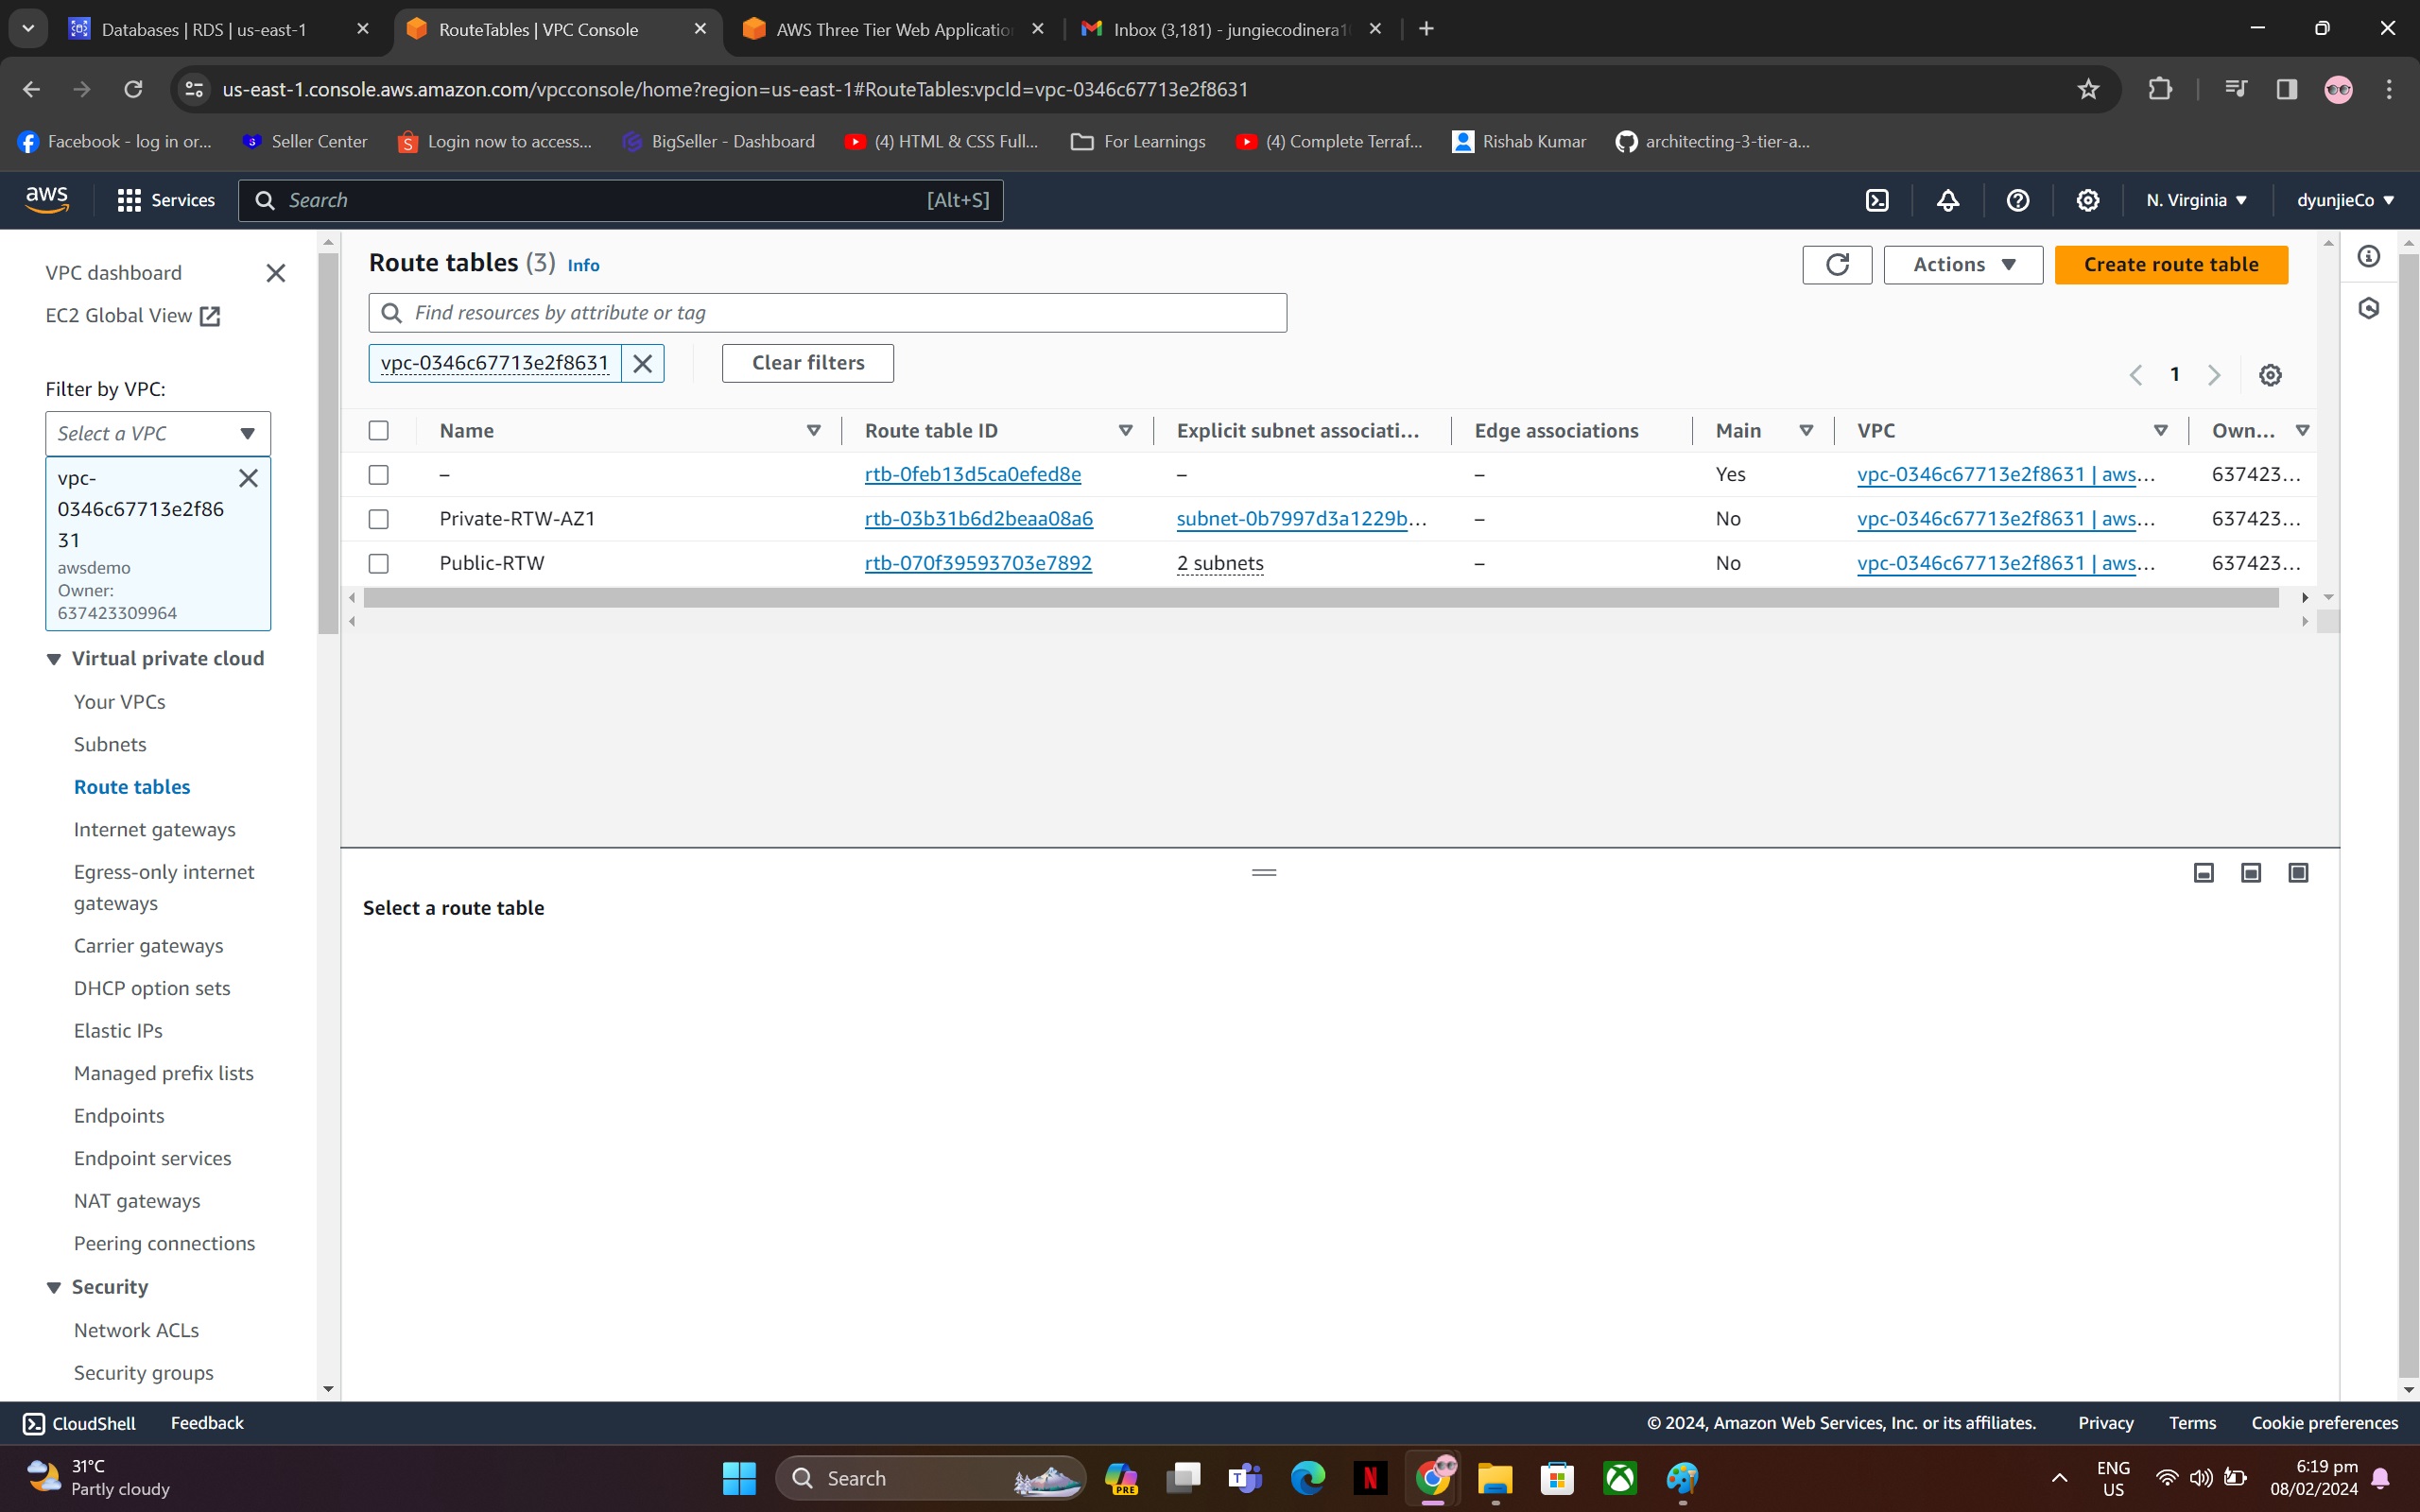 Databases | RDS | us-east-1
RouteTables | VPC Console
AWS Three Tier Web Applicatio
Inbox (3,181) - jungiecodinera1
us-east-1.console.aws.amazon.com/vpcconsole/home?region=us-east-1#RouteTables:vpcId=vpc-0346c67713e2f8631
Facebook - log in or...
Seller Center
Login now to access...
BigSeller - Dashboard
(4) HTML & CSS Full...
For Learnings
(4) Complete Terraf...
Rishab Kumar
architecting-3-tier-a...
aws
Services
Search
[Alt+S]
N. Virginia
dyunjieCo
VPC dashboard
EC2 Global View
Filter by VPC:
Select a VPC
vpc-
0346c67713e2f86
31
awsdemo
Owner:
637423309964
Virtual private cloud
Your VPCs
Subnets
Route tables
Internet gateways
Egress-only internet
gateways
Carrier gateways
DHCP option sets
Elastic IPs
Managed prefix lists
Endpoints
Endpoint services
NAT gateways
Peering connections
Security
Network ACLs
Security groups
Route tables (3) Info
Actions
Create route table
Find resources by attribute or tag
vpc-0346c67713e2f8631
Clear filters
1
Name Route table ID Explicit subnet associati... Edge associations Main VPC Own...
– rtb-0feb13d5ca0efed8e – – Yes vpc-0346c67713e2f8631 | aws... 637423...
Private-RTW-AZ1 rtb-03b31b6d2beaa08a6 subnet-0b7997d3a1229b... – No vpc-0346c67713e2f8631 | aws... 637423...
Public-RTW rtb-070f39593703e7892 2 subnets – No vpc-0346c67713e2f8631 | aws... 637423...
Select a route table
CloudShell
Feedback
© 2024, Amazon Web Services, Inc. or its affiliates.
Privacy
Terms
Cookie preferences
31°C
Partly cloudy
Search
PRE
T
N
ENG
US
6:19 pm
08/02/2024